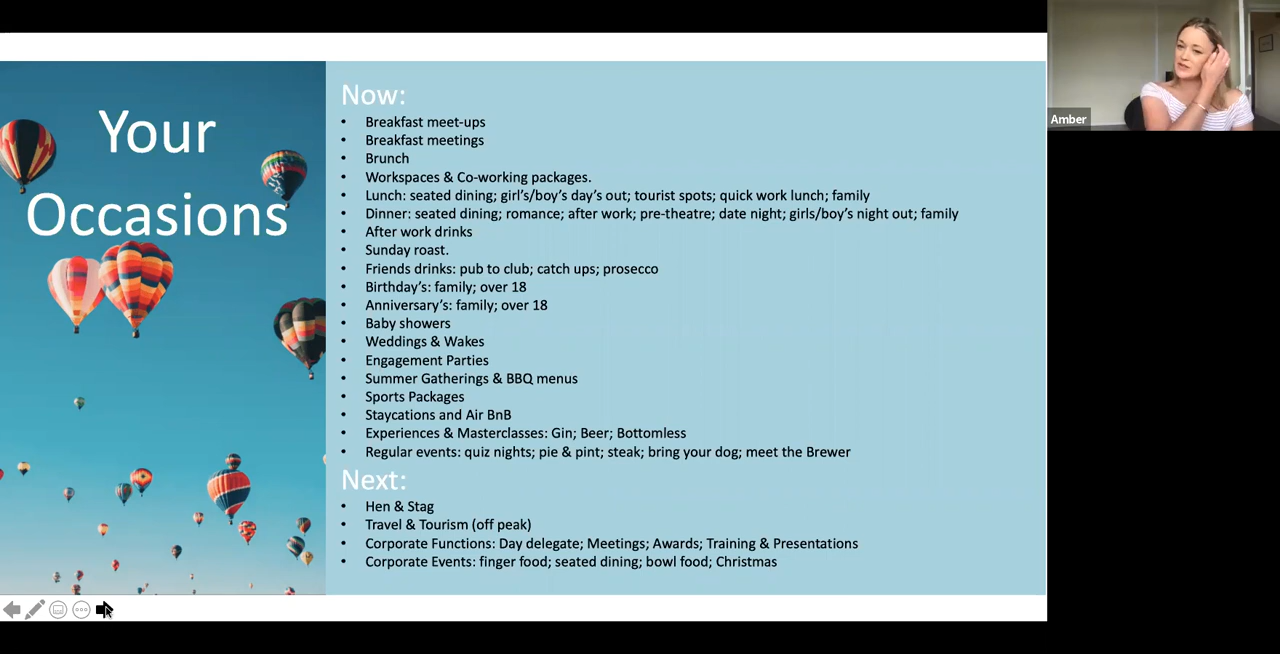 Your
Occasions
Now:
• Breakfast meet-ups
• Breakfast meetings
• Brunch
• Workspaces & Co-working packages.
• Lunch: seated dining; girl's/boy's day's out; tourist spots; quick work lunch; family
• Dinner: seated dining; romance; after work; pre-theatre; date night; girls/boy's night out; family
• After work drinks
• Sunday roast.
• Friends drinks: pub to club; catch ups; prosecco
• Birthday's: family; over 18
• Anniversary's: family; over 18
• Baby showers
• Weddings & Wakes
• Engagement Parties
• Summer Gatherings & BBQ menus
• Sports Packages
• Staycations and Air BnB
• Experiences & Masterclasses: Gin; Beer; Bottomless
• Regular events: quiz nights; pie & pint; steak; bring your dog; meet the Brewer
Next:
• Hen & Stag
• Travel & Tourism (off peak)
• Corporate Functions: Day delegate; Meetings; Awards; Training & Presentations
• Corporate Events: finger food; seated dining; bowl food; Christmas
Amber